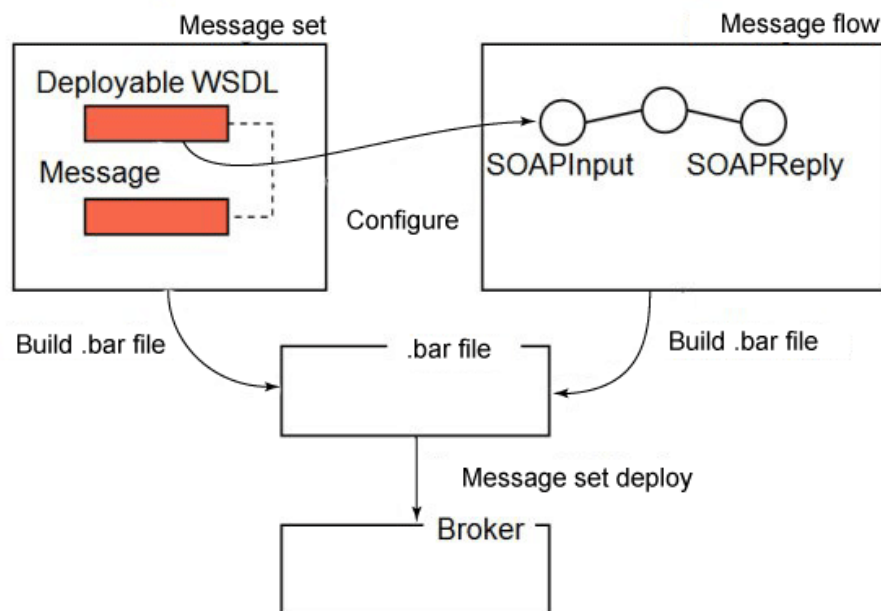 Message set
Message flow
Deployable WSDL
Message
SOAPInput
SOAPReply
Configure
Build .bar file
.bar file
Build .bar file
Message set deploy
Broker